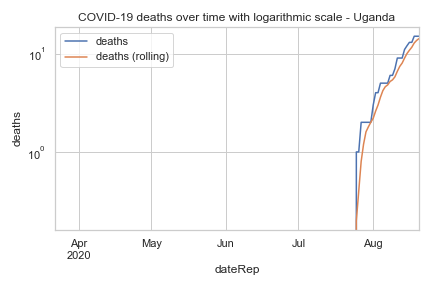 COVID-19 deaths over time with logarithmic scale - Uganda
deaths
deaths (rolling)
10¹
10⁰
deaths
Apr
2020
May
Jun
Jul
Aug
dateRep